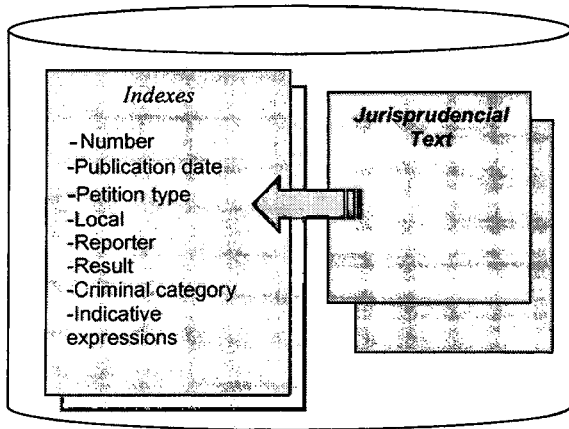 Indexes
-Number
-Publication date
-Petition type
-Local
-Reporter
-Result
-Criminal category
-Indicative
expressions
Jurisprudencial
Text